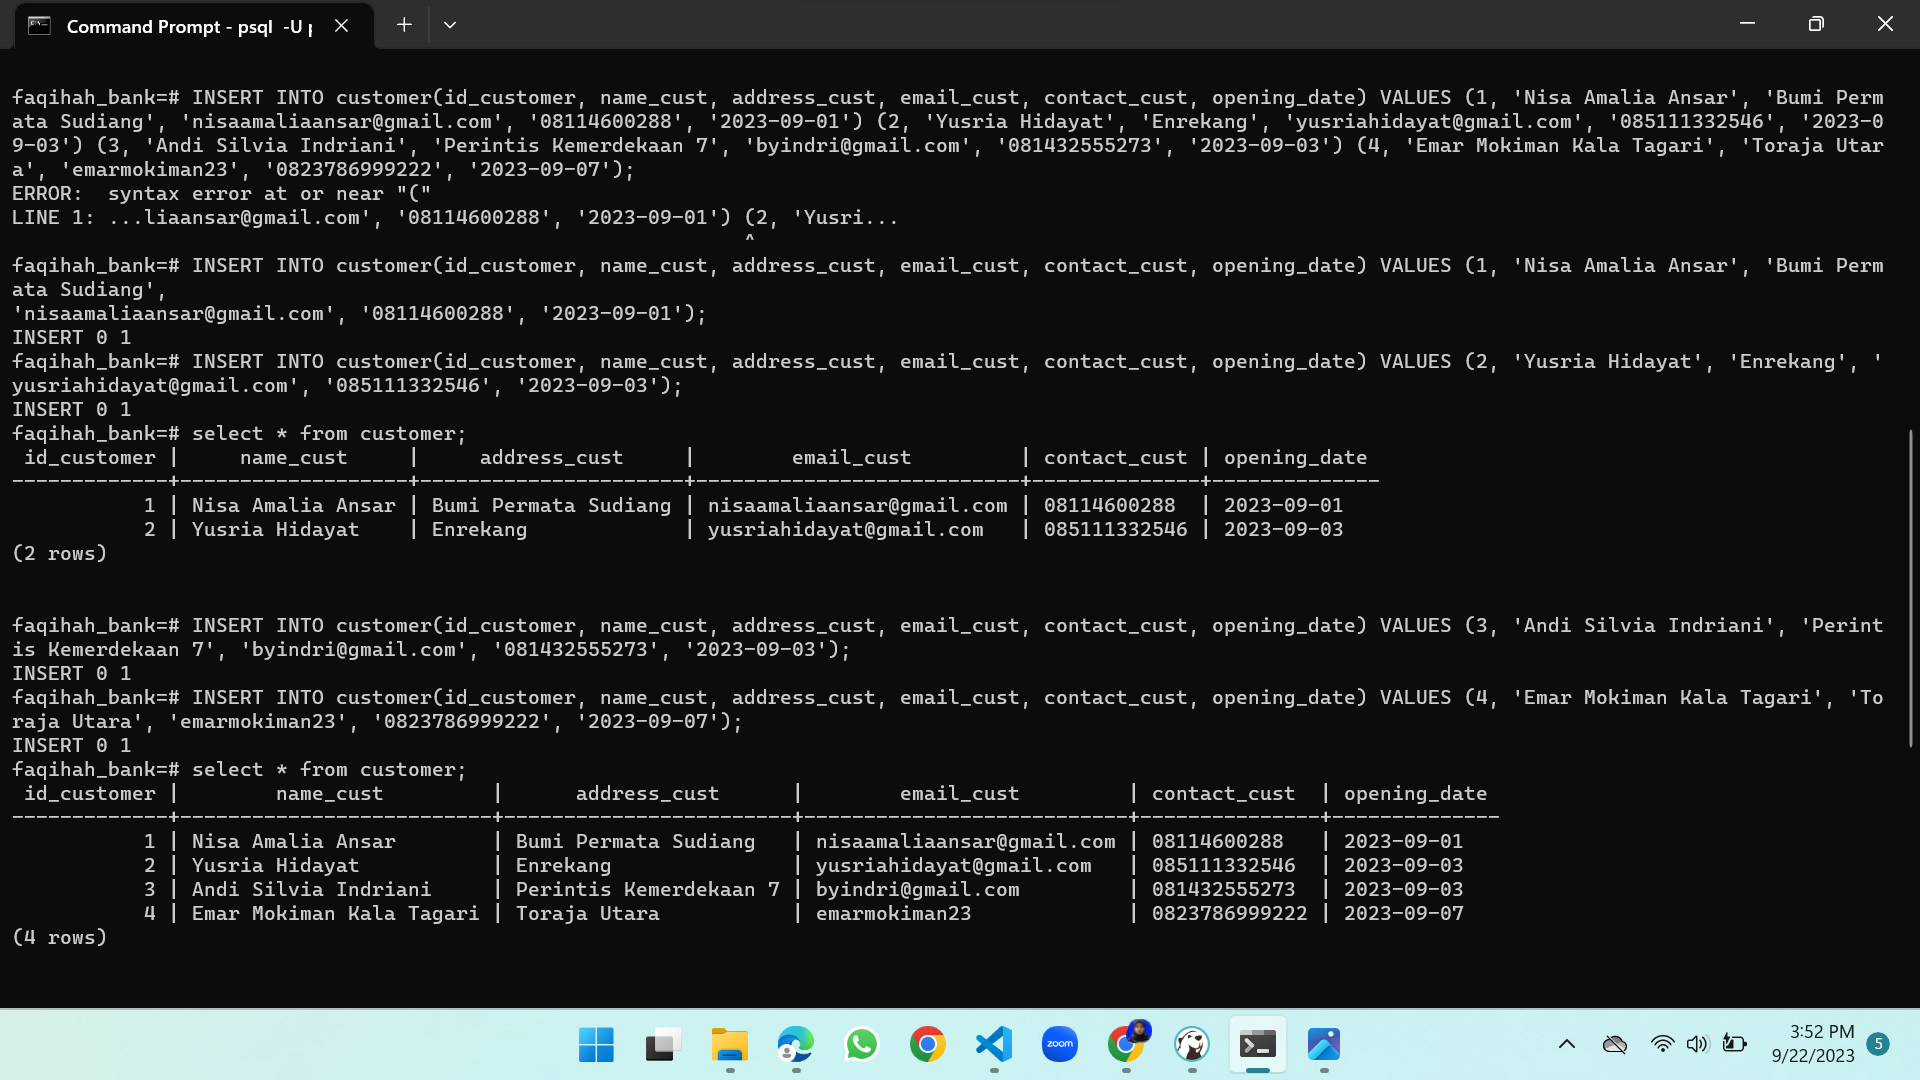 Command Prompt - psql  -U p
faqihah_bank=# INSERT INTO customer(id_customer, name_cust, address_cust, email_cust, contact_cust, opening_date) VALUES (1, 'Nisa Amalia Ansar', 'Bumi Perm
ata Sudiang', 'nisaamaliaansar@gmail.com', '08114600288', '2023-09-01') (2, 'Yusria Hidayat', 'Enrekang', 'yusriahidayat@gmail.com', '085111332546', '2023-0
9-03') (3, 'Andi Silvia Indriani', 'Perintis Kemerdekaan 7', 'byindri@gmail.com', '081432555273', '2023-09-03') (4, 'Emar Mokiman Kala Tagari', 'Toraja Utar
a', 'emarmokiman23', '0823786999222', '2023-09-07');
ERROR:  syntax error at or near "("
LINE 1: ...liaansar@gmail.com', '08114600288', '2023-09-01') (2, 'Yusri...
^
faqihah_bank=# INSERT INTO customer(id_customer, name_cust, address_cust, email_cust, contact_cust, opening_date) VALUES (1, 'Nisa Amalia Ansar', 'Bumi Perm
ata Sudiang',
'nisaamaliaansar@gmail.com', '08114600288', '2023-09-01');
INSERT 0 1
faqihah_bank=# INSERT INTO customer(id_customer, name_cust, address_cust, email_cust, contact_cust, opening_date) VALUES (2, 'Yusria Hidayat', 'Enrekang', '
yusriahidayat@gmail.com', '085111332546', '2023-09-03');
INSERT 0 1
faqihah_bank=# select * from customer;
 id_customer |     name_cust     |     address_cust     |        email_cust         | contact_cust | opening_date
-------------+-------------------+----------------------+---------------------------+--------------+--------------
           1 | Nisa Amalia Ansar | Bumi Permata Sudiang | nisaamaliaansar@gmail.com | 08114600288  | 2023-09-01
           2 | Yusria Hidayat    | Enrekang             | yusriahidayat@gmail.com   | 085111332546 | 2023-09-03
(2 rows)
faqihah_bank=# INSERT INTO customer(id_customer, name_cust, address_cust, email_cust, contact_cust, opening_date) VALUES (3, 'Andi Silvia Indriani', 'Perint
is Kemerdekaan 7', 'byindri@gmail.com', '081432555273', '2023-09-03');
INSERT 0 1
faqihah_bank=# INSERT INTO customer(id_customer, name_cust, address_cust, email_cust, contact_cust, opening_date) VALUES (4, 'Emar Mokiman Kala Tagari', 'To
raja Utara', 'emarmokiman23', '0823786999222', '2023-09-07');
INSERT 0 1
faqihah_bank=# select * from customer;
 id_customer |        name_cust         |      address_cust      |        email_cust         | contact_cust  | opening_date
-------------+--------------------------+------------------------+---------------------------+---------------+--------------
           1 | Nisa Amalia Ansar        | Bumi Permata Sudiang   | nisaamaliaansar@gmail.com | 08114600288   | 2023-09-01
           2 | Yusria Hidayat           | Enrekang               | yusriahidayat@gmail.com   | 085111332546  | 2023-09-03
           3 | Andi Silvia Indriani     | Perintis Kemerdekaan 7 | byindri@gmail.com         | 081432555273  | 2023-09-03
           4 | Emar Mokiman Kala Tagari | Toraja Utara           | emarmokiman23             | 0823786999222 | 2023-09-07
(4 rows)
zoom
3:52 PM
9/22/2023
5